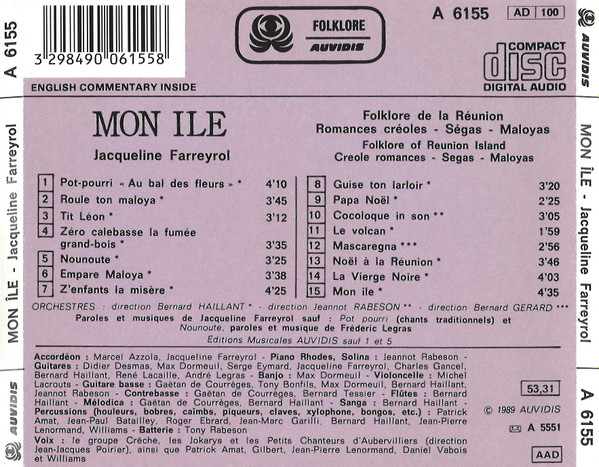 A 6155
3 298490 061558
FOLKLORE
AUVIDIS
A 6155
AD 100
COMPACT
disc
DIGITAL AUDIO
AUVIDIS
ENGLISH COMMENTARY INSIDE
MON ILE
Jacqueline Farreyrol
Folklore de la Réunion
Romances créoles - Ségas - Maloyas
Folklore of Reunion Island
Creole romances - Segas - Maloyas
1 Pot-pourri « Au bal des fleurs » * 4'10
2 Roule ton maloya * 3'45
3 Tit Léon * 3'12
4 Zéro calebasse la fumée
grand-bois * 3'35
5 Nounoute * 3'25
6 Empare Maloya * 3'38
7 Z'enfants la misère * 4'25
8 Guise ton larloir * 3'20
9 Papa Noël * 2'25
10 Cocoloque in son ** 3'05
11 Le volcan * 1'59
12 Mascaregna *** 2'56
13 Noël à la Réunion * 3'46
14 La Vierge Noire * 4'03
15 Mon ile * 4'35
ORCHESTRES : direction Bernard HAILLANT * - direction Jeannot RABESON ** - direction Bernard GERARD ***
Paroles et musiques de Jacqueline Farreyrol sauf : Pot pourri (chants traditionnels) et
Nounoute, paroles et musique de Frédéric Legras
Editions Musicales AUVIDIS sauf 1 et 5
Accordéon : Marcel Azzola, Jacqueline Farreyrol - Piano Rhodes, Solina : Jeannot Rabeson -
Guitares : Didier Desmas, Max Dormeuil, Serge Eymard, Jacqueline Farreyrol, Charles Gancel,
Bernard Haillant, René Lacaille, André Legras - Banjo : Max Dormeuil - Violoncelle : Michel
Lacrouts - Guitare basse : Gaëtan de Courrèges, Tony Bonfils, Max Dormeuil, Bernard Haillant,
Jeannot Rabeson - Contrebasse : Gaëtan de Courrèges, Bernard Tessier - Flûtes : Bernard
Haillant - Mélodica : Bernard Haillant - Sanga : Bernard Haillant -
Percussions (houleurs, bobres, caïmbs, piqueurs, claves, xylophone, bongos, etc.) : Patrick
Amat, Jean-Paul Batailley, Roger Ebrard, Jean-Marc Garilli, Bernard Haillant, Jean-Pierre
Lenormand, Williams - Batterie : Tony Rabeson
Voix : le groupe Crêche, les Jokarys et les Petits Chanteurs d'Aubervilliers (direction
Jean-Jacques Poirier), ainsi que Patrick Amat, Gilbert, Jean-Pierre Lenormand, Daniel Vabois
et Williams
53,31
© 1989 AUVIDIS
A 5551
AAD
MON ÎLE - Jacqueline Farreyrol
AUVIDIS
MON ÎLE - Jacqueline Farreyrol
A 6155